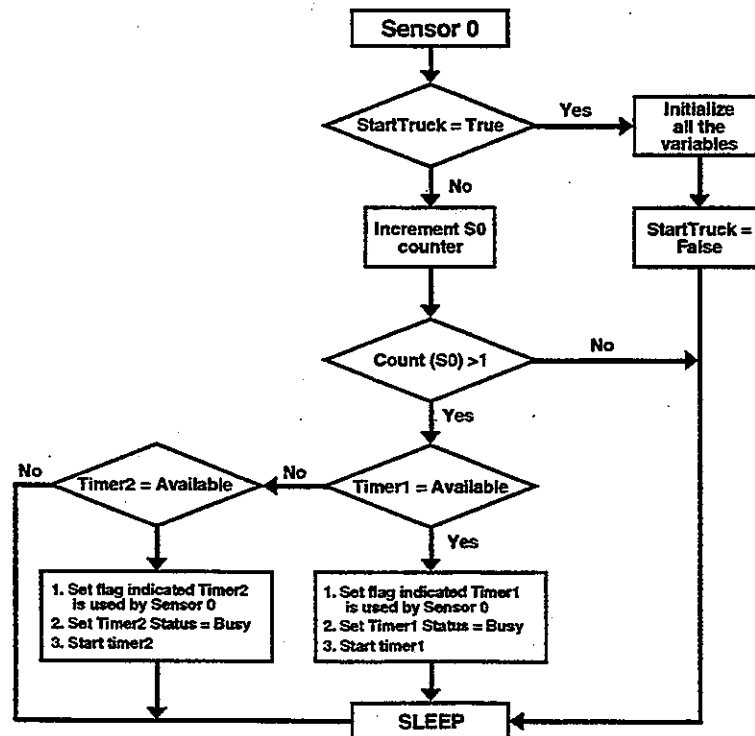 Sensor 0
StartTruck = True
Yes
Initialize
all the
variables
No
Increment S0
counter
StartTruck =
False
Count (S0) >1
No
Yes
No
Timer2 = Available
No
Timer1 = Available
Yes
1. Set flag indicated Timer2
is used by Sensor 0
2. Set Timer2 Status = Busy
3. Start timer2
1. Set flag indicated Timer1
is used by Sensor 0
2. Set Timer1 Status = Busy
3. Start timer1
SLEEP